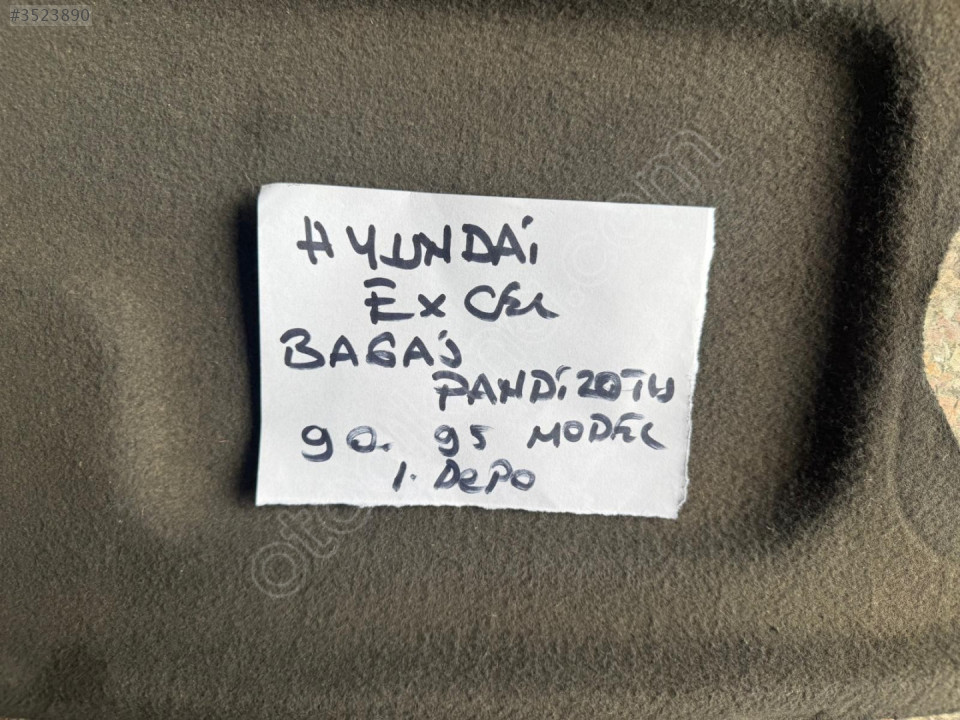 #3523890
HYUNDAİ
EXCEL
BAGAJ
PANDİZOTU
90. 95 MODEL
1. DEPO